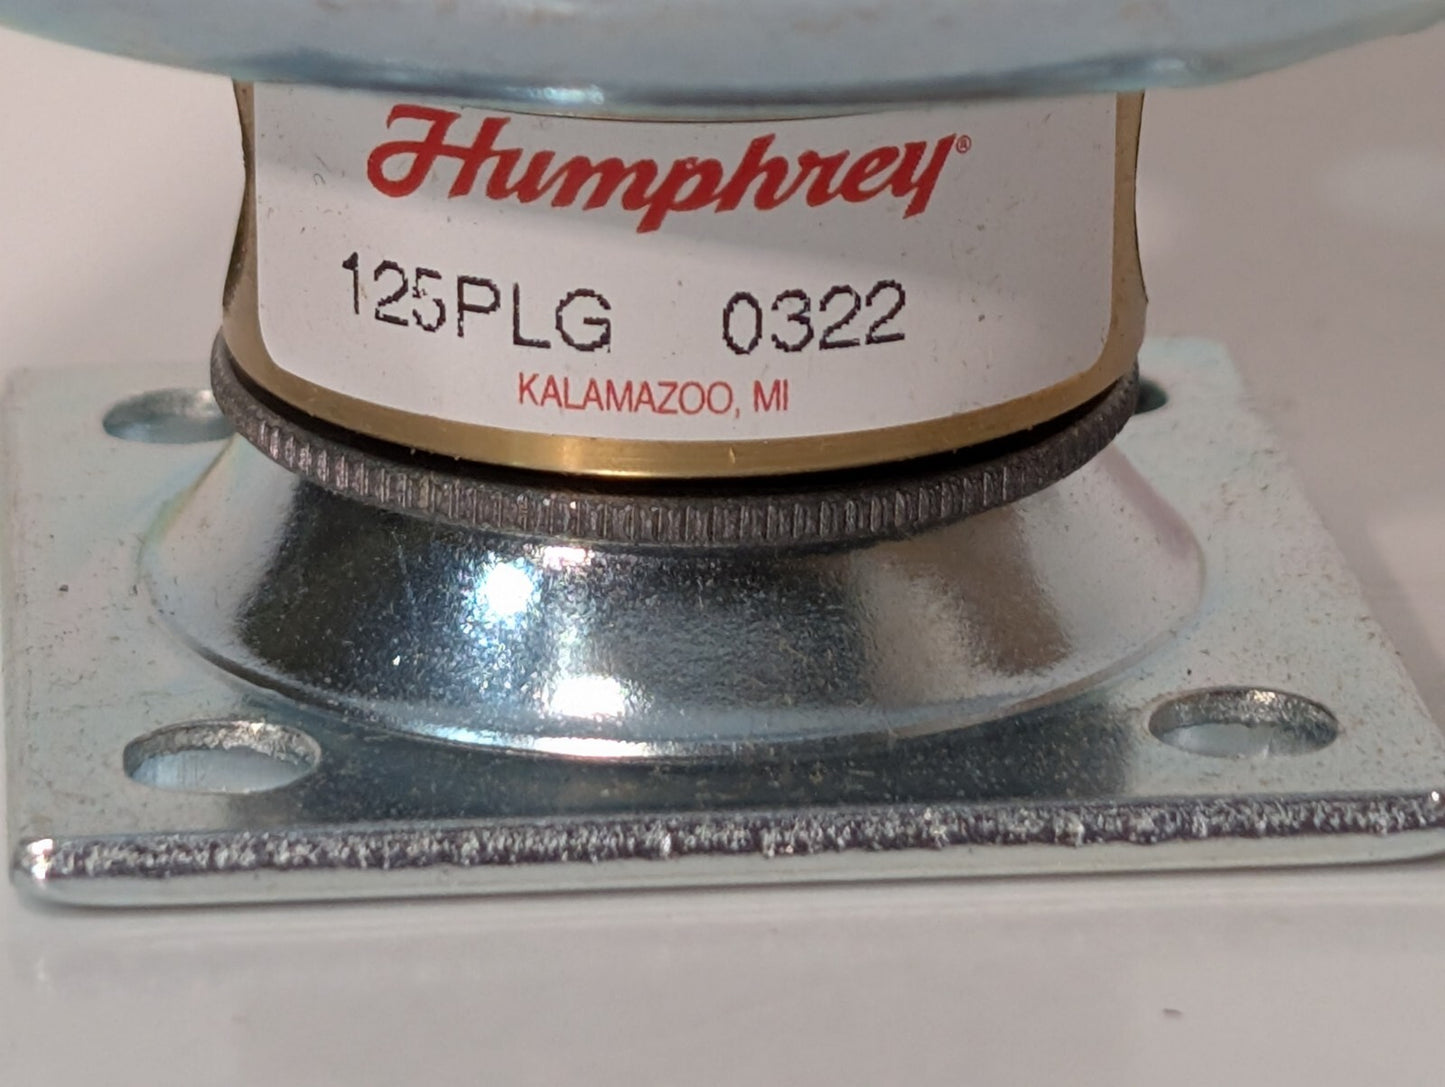 Humphrey®
125PLG 0322
KALAMAZOO, MI